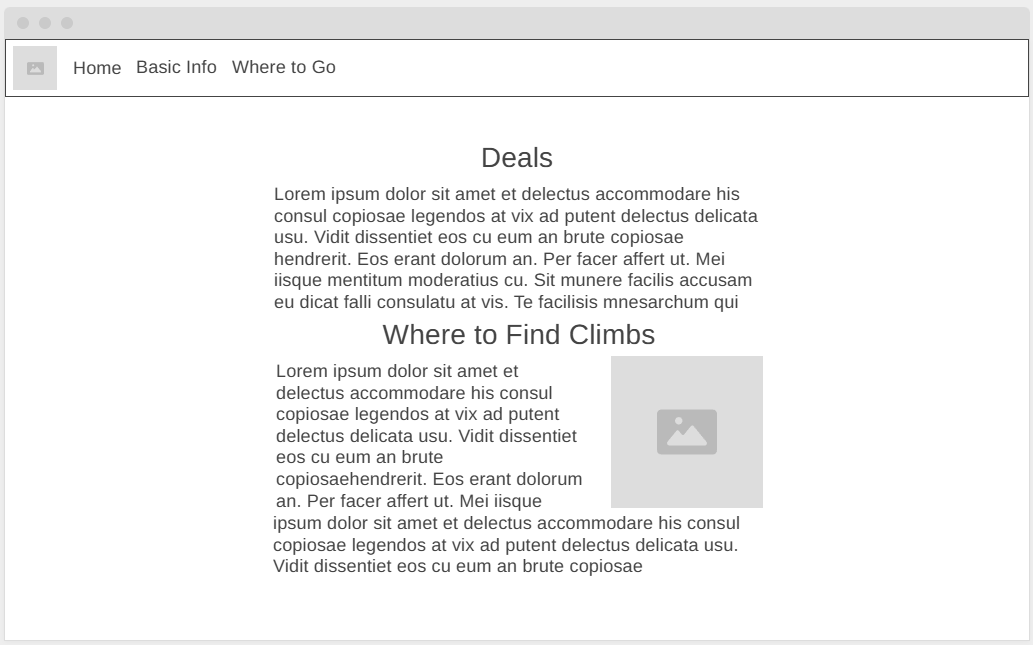 Home Basic Info Where to Go
Deals
Lorem ipsum dolor sit amet et delectus accommodare his
consul copiosae legendos at vix ad putent delectus delicata
usu. Vidit dissentiet eos cu eum an brute copiosae
hendrerit. Eos erant dolorum an. Per facer affert ut. Mei
iisque mentitum moderatius cu. Sit munere facilis accusam
eu dicat falli consulatu at vis. Te facilisis mnesarchum qui
Where to Find Climbs
Lorem ipsum dolor sit amet et
delectus accommodare his consul
copiosae legendos at vix ad putent
delectus delicata usu. Vidit dissentiet
eos cu eum an brute
copiosaehendrerit. Eos erant dolorum
an. Per facer affert ut. Mei iisque
ipsum dolor sit amet et delectus accommodare his consul
copiosae legendos at vix ad putent delectus delicata usu.
Vidit dissentiet eos cu eum an brute copiosae